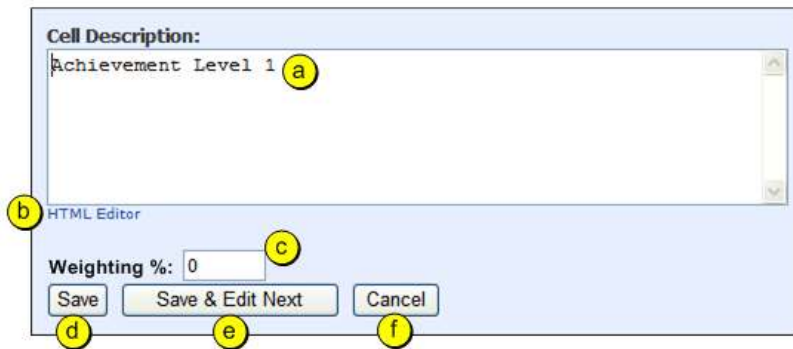 Cell Description:
Achievement Level 1 a
b HTML Editor
c
Weighting %: 0
Save Save & Edit Next Cancel
d e f